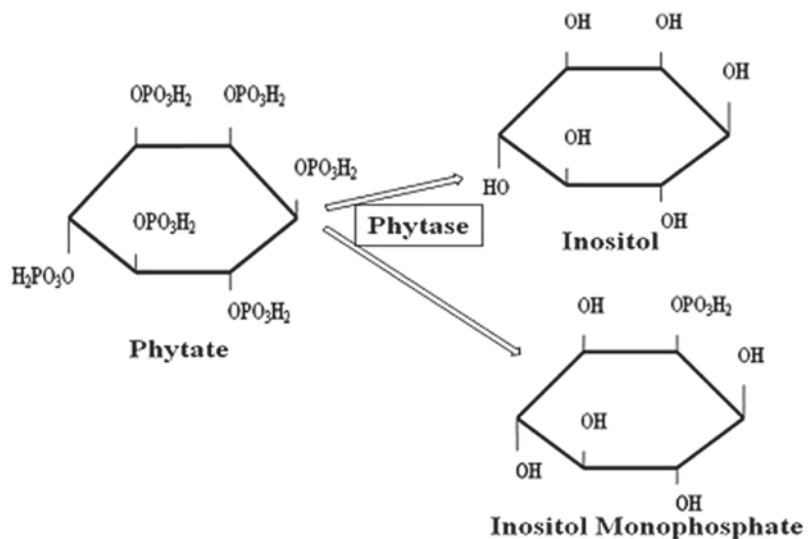 OH OH OH
OH
HO
OH
Inositol
OPO₃H₂ OPO₃H₂
OPO₃H₂
OPO₃H₂
H₂PO₃O
OPO₃H₂
Phytate
Phytase
OH OPO₃H₂
OH
OH
OH
OH
Inositol Monophosphate